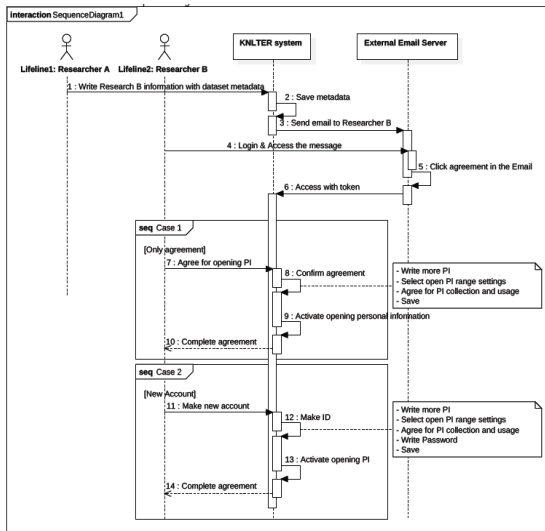 interaction SequenceDiagram1
KNLTER system
External Email Server
Lifeline1: Researcher A
Lifeline2: Researcher B
1 : Write Research B information with dataset metadata
2 : Save metadata
3 : Send email to Researcher B
4 : Login & Access the message
5 : Click agreement in the Email
6 : Access with token
seq Case 1
[Only agreement]
7 : Agree for opening PI
8 : Confirm agreement
- Write more PI
- Select open PI range settings
- Agree for PI collection and usage
- Save
9 : Activate opening personal information
10 : Complete agreement
seq Case 2
[New Account]
11 : Make new account
12 : Make ID
- Write more PI
- Select open PI range settings
- Agree for PI collection and usage
- Write Password
- Save
13 : Activate opening PI
14 : Complete agreement